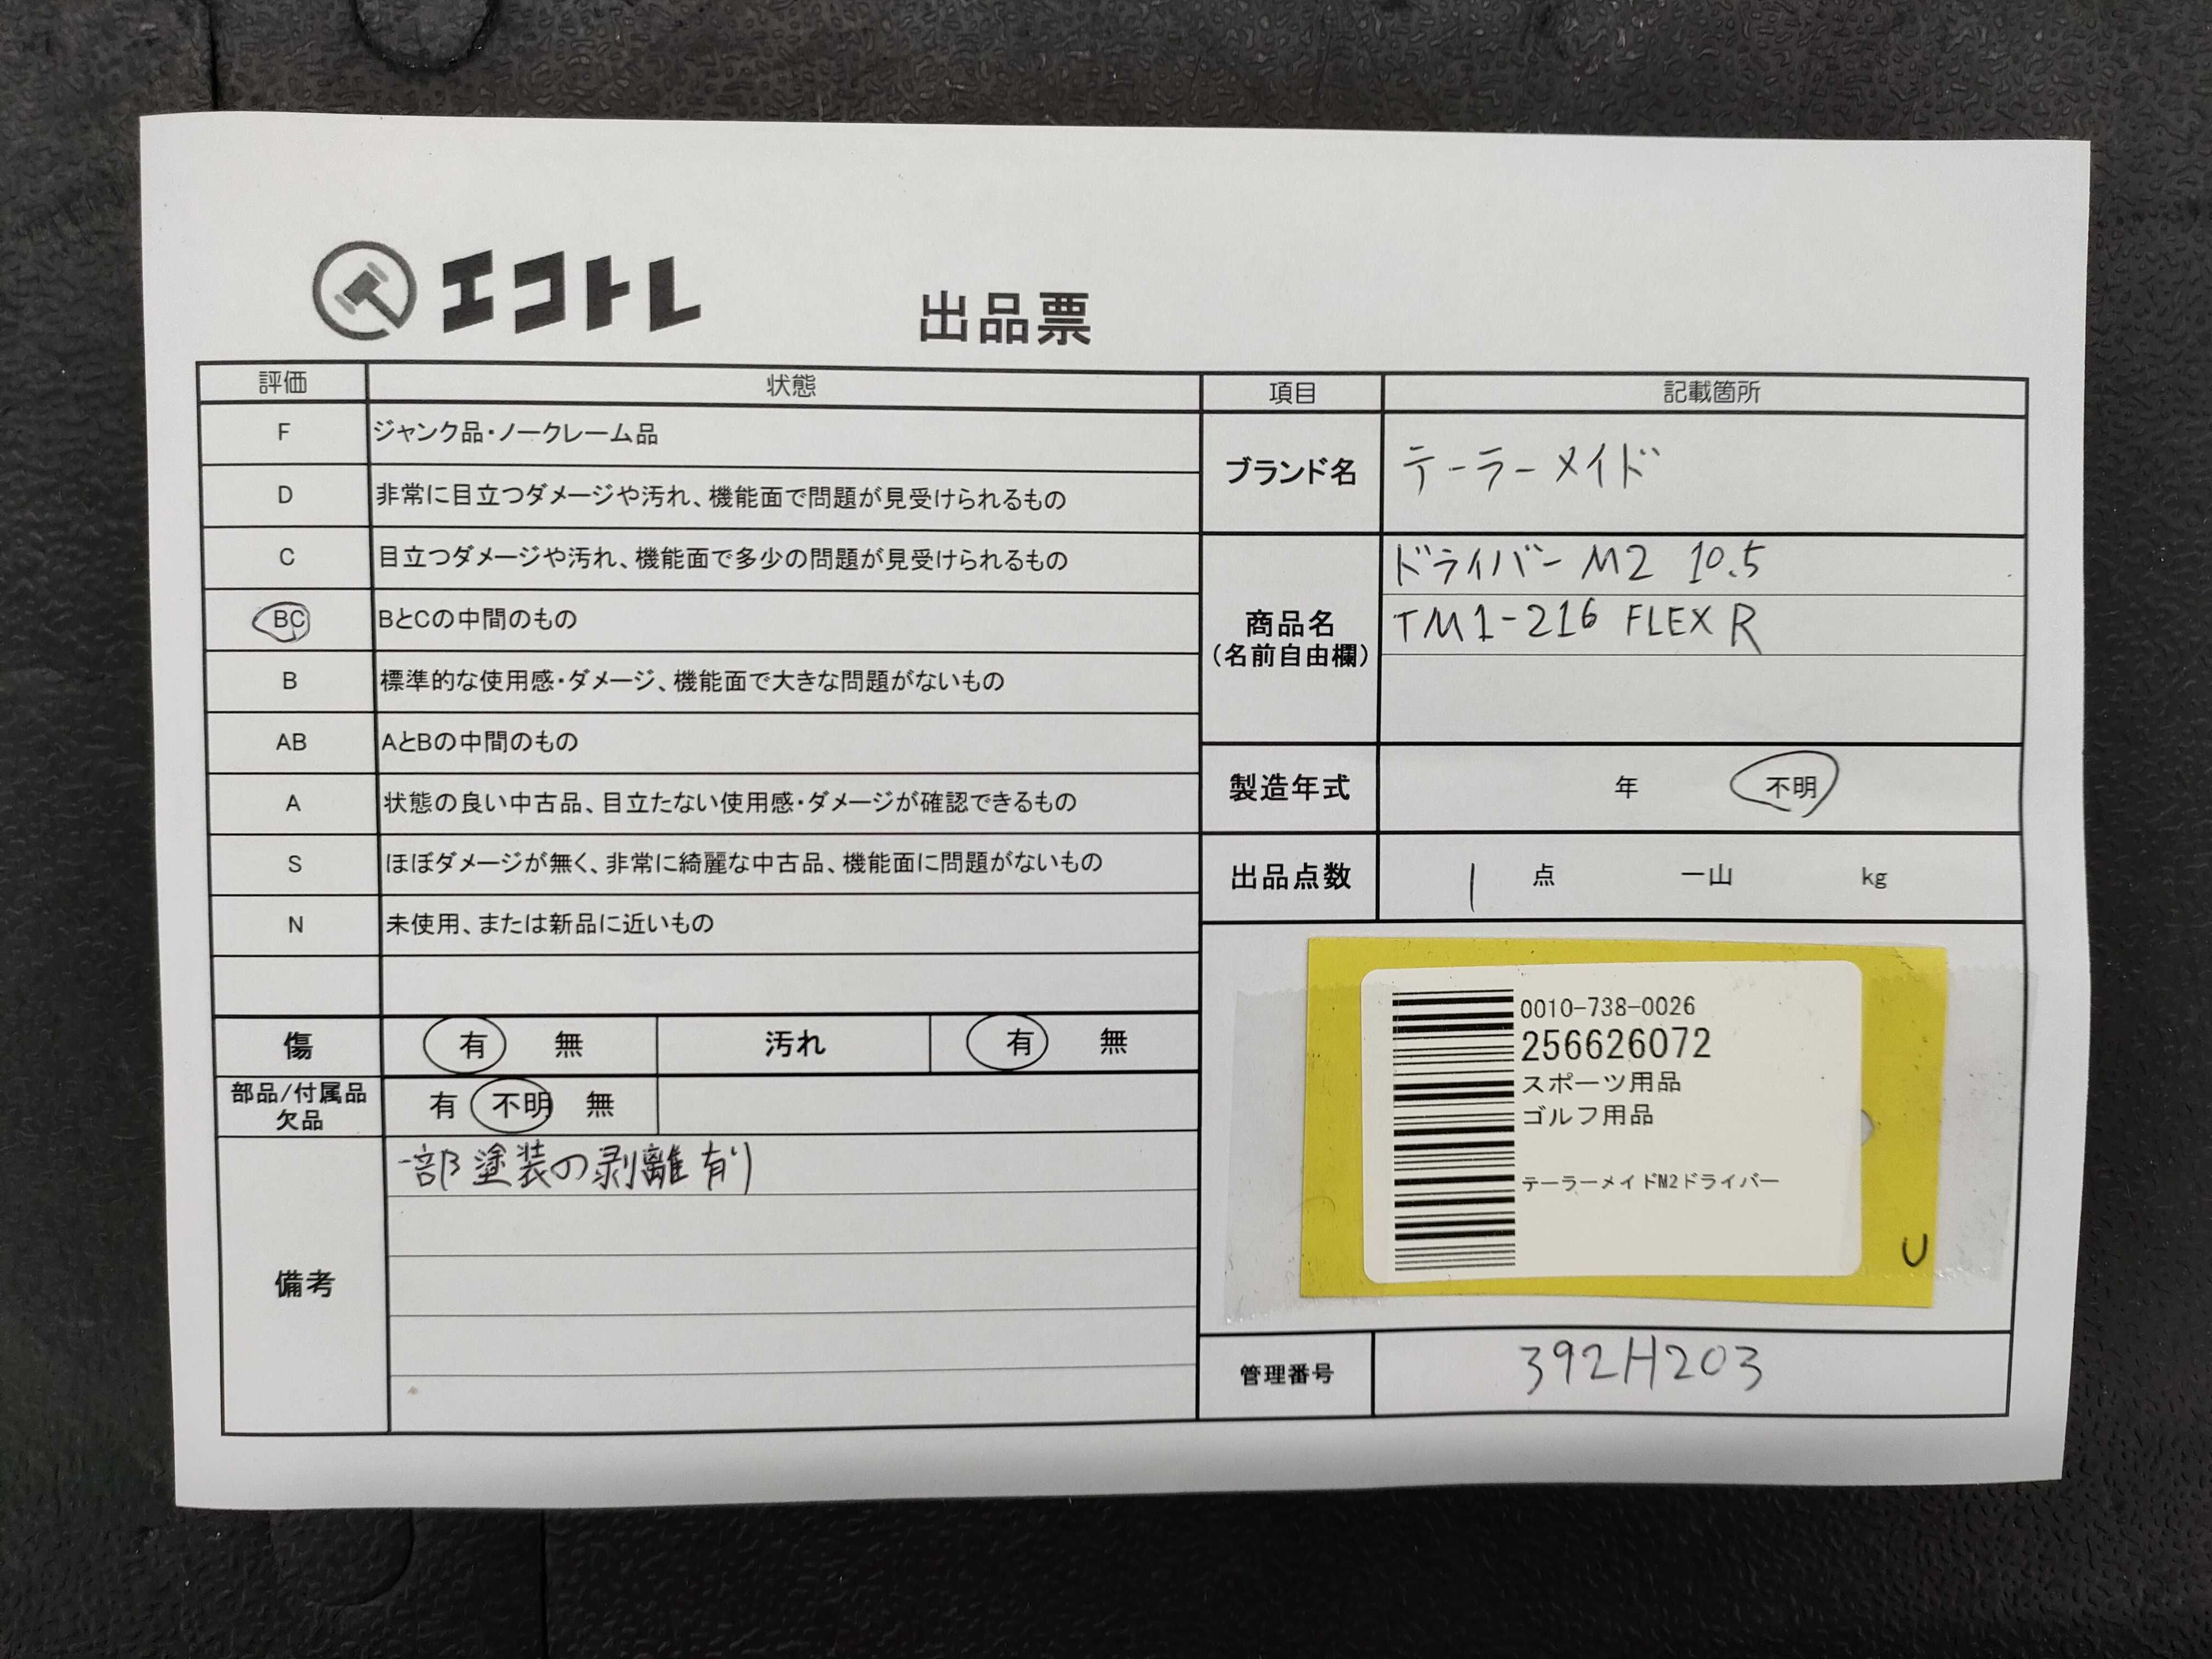 エコトレ
出品票
評価 状態
F ジャンク品・ノークレーム品
D 非常に目立つダメージや汚れ、機能面で問題が見受けられるもの
C 目立つダメージや汚れ、機能面で多少の問題が見受けられるもの
BC BとCの中間のもの
B 標準的な使用感・ダメージ、機能面で大きな問題がないもの
AB AとBの中間のもの
A 状態の良い中古品、目立たない使用感・ダメージが確認できるもの
S ほぼダメージが無く、非常に綺麗な中古品、機能面に問題がないもの
N 未使用、または新品に近いもの
傷 有 無 汚れ 有 無
部品/付属品
欠品
有 不明 無
備考
一部塗装の剥離有り
項目 記載箇所
ブランド名 テーラーメイド
商品名
(名前自由欄)
ドライバー M2 10.5
TM1-216 FLEX R
製造年式 年 不明
出品点数 1 点 一山 kg
0010-738-0026
256626072
スポーツ用品
ゴルフ用品
テーラーメイドM2ドライバー
U
管理番号 392H203